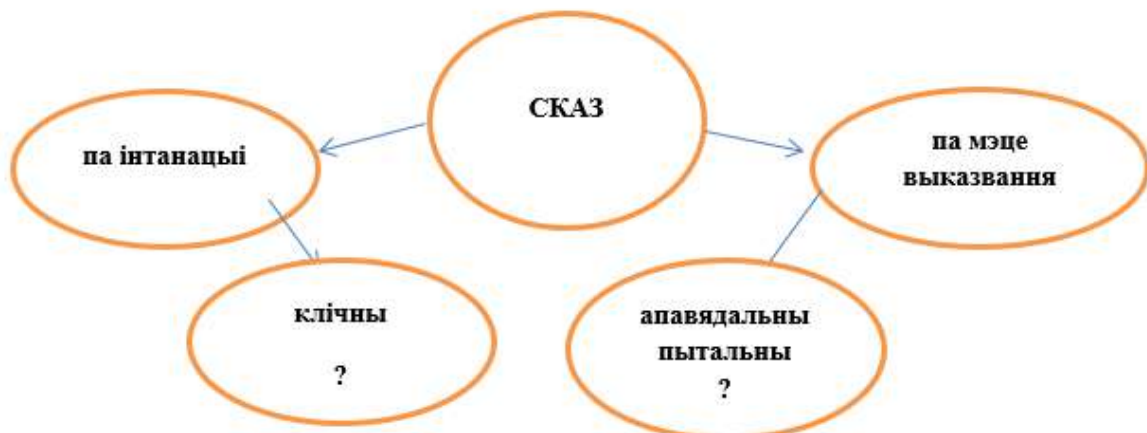 СКАЗ
па інтанацыі
па мэце
выказвання
клічны
?
апавядальны
пытальны
?